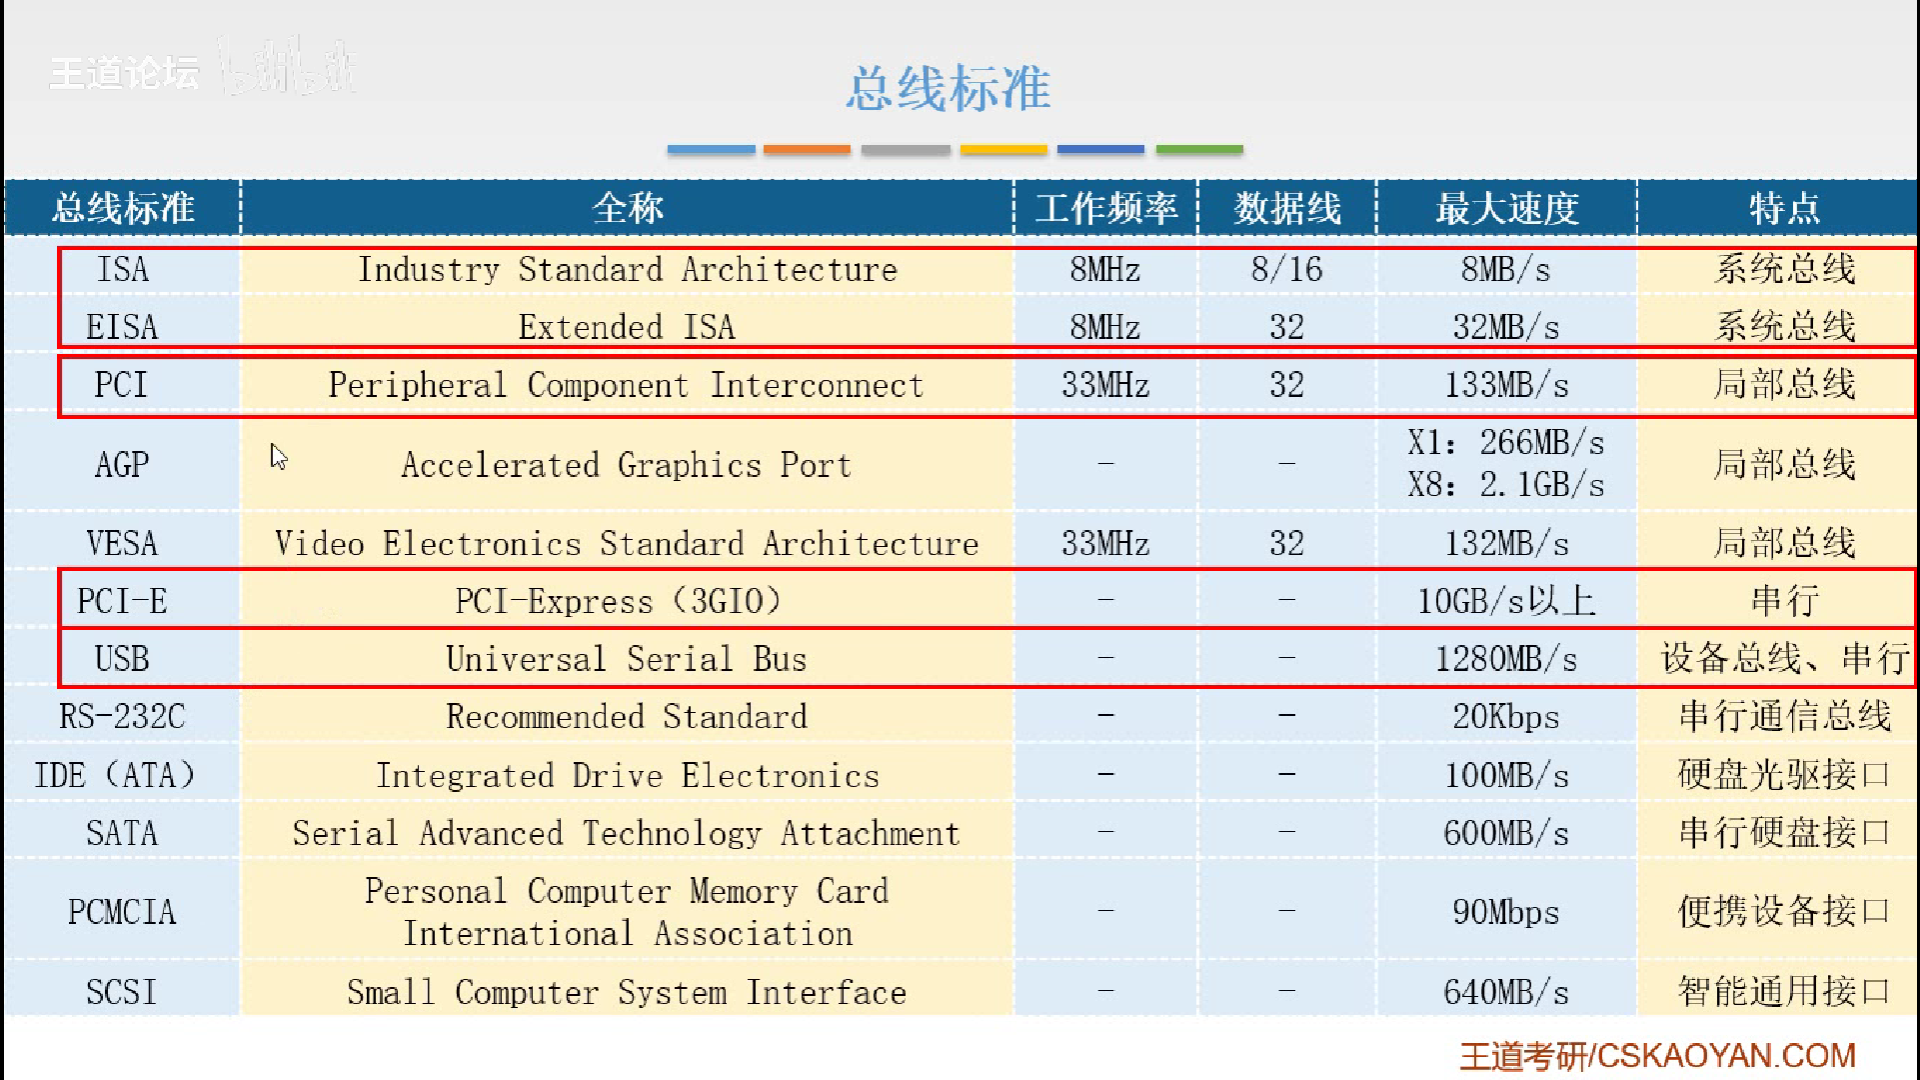 王道论坛 bilibili
总线标准
总线标准 全称 工作频率 数据线 最大速度 特点
ISA Industry Standard Architecture 8MHz 8/16 8MB/s 系统总线
EISA Extended ISA 8MHz 32 32MB/s 系统总线
PCI Peripheral Component Interconnect 33MHz 32 133MB/s 局部总线
AGP Accelerated Graphics Port - - X1：266MB/s 局部总线
X8：2.1GB/s
VESA Video Electronics Standard Architecture 33MHz 32 132MB/s 局部总线
PCI-E PCI-Express（3GIO） - - 10GB/s以上 串行
USB Universal Serial Bus - - 1280MB/s 设备总线、串行
RS-232C Recommended Standard - - 20Kbps 串行通信总线
IDE（ATA） Integrated Drive Electronics - - 100MB/s 硬盘光驱接口
SATA Serial Advanced Technology Attachment - - 600MB/s 串行硬盘接口
PCMCIA Personal Computer Memory Card - - 90Mbps 便携设备接口
International Association
SCSI Small Computer System Interface - - 640MB/s 智能通用接口
王道考研/CSKAOYAN.COM